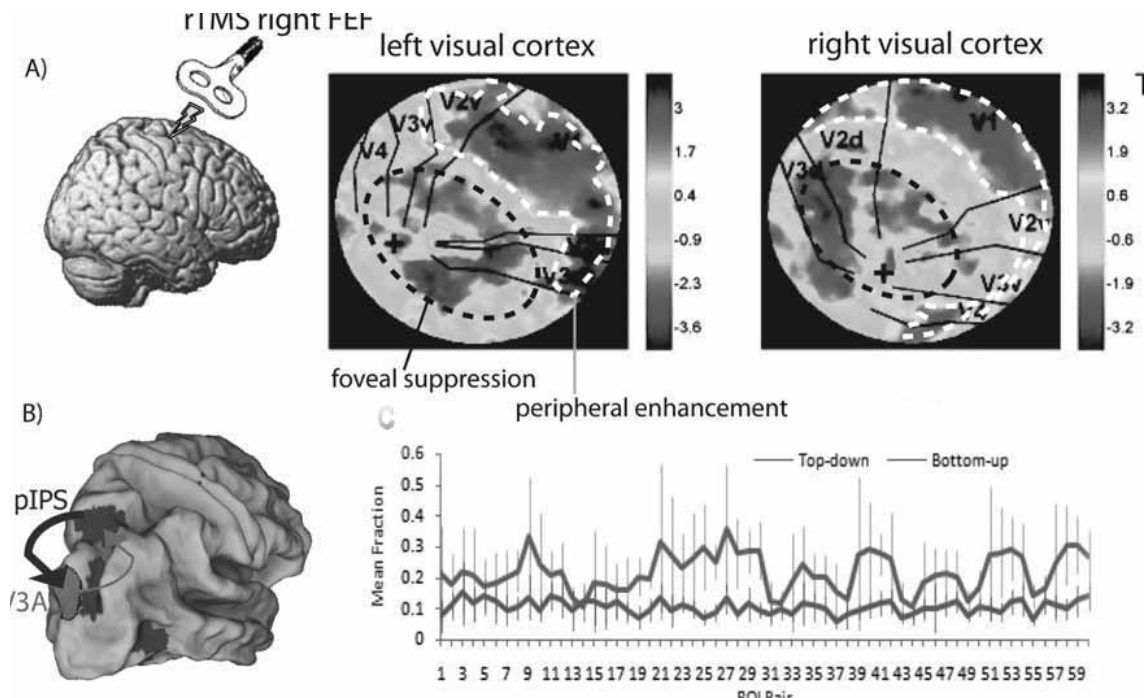 rTMS right FEF
A)
left visual cortex
right visual cortex
V2v
V3v
V4
V1
3
1.7
0.4
-0.9
-2.3
-3.6
V1
V2d
V3d
V2v
V3v
3.2
1.9
0.6
-0.6
-1.9
-3.2
T
foveal suppression
peripheral enhancement
B)
pIPS
V3A
C
Top-down
Bottom-up
Mean Fraction
0.6
0.5
0.4
0.3
0.2
0.1
0
1 3 5 7 9 11 13 15 17 19 21 23 25 27 29 31 33 35 37 39 41 43 45 47 49 51 53 55 57 59
ROI Pair